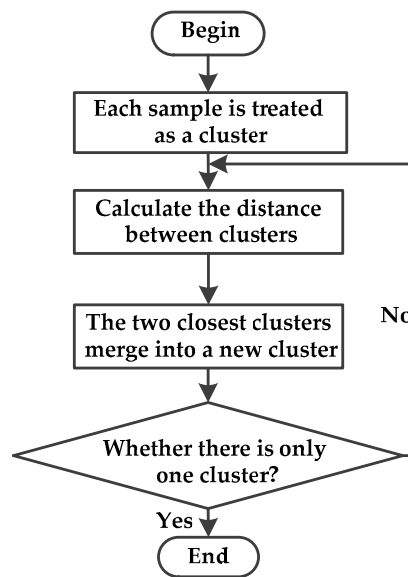 Begin
Each sample is treated
as a cluster
Calculate the distance
between clusters
The two closest clusters
merge into a new cluster
No
Whether there is only
one cluster?
Yes
End